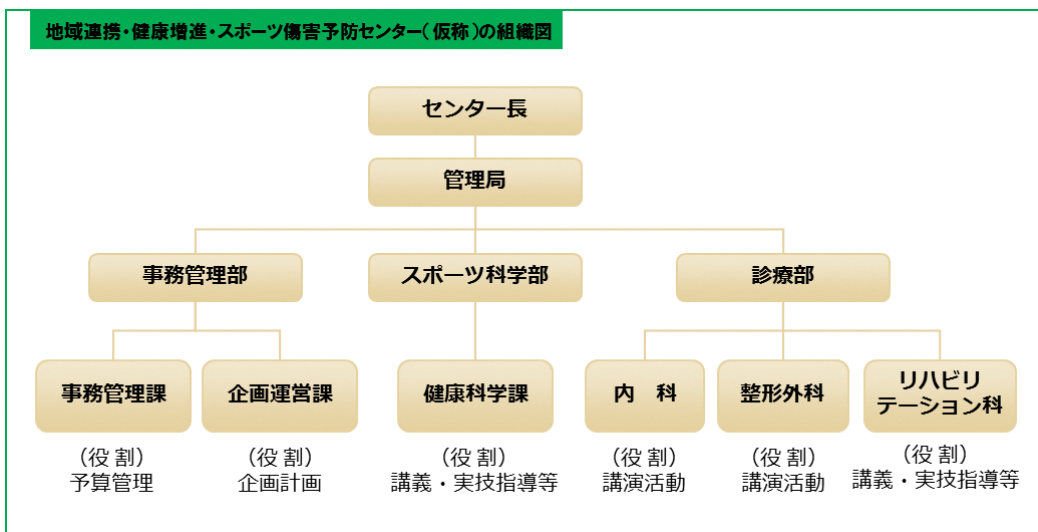 地域連携・健康増進・スポーツ傷害予防センター(仮称)の組織図
センター長
管理局
事務管理部
スポーツ科学部
診療部
事務管理課
企画運営課
健康科学課
内　科
整形外科
リハビリ
テーション科
（役 割）
予算管理
（役 割）
企画計画
（役 割）
講義・実技指導等
（役 割）
講演活動
（役 割）
講演活動
（役 割）
講義・実技指導等